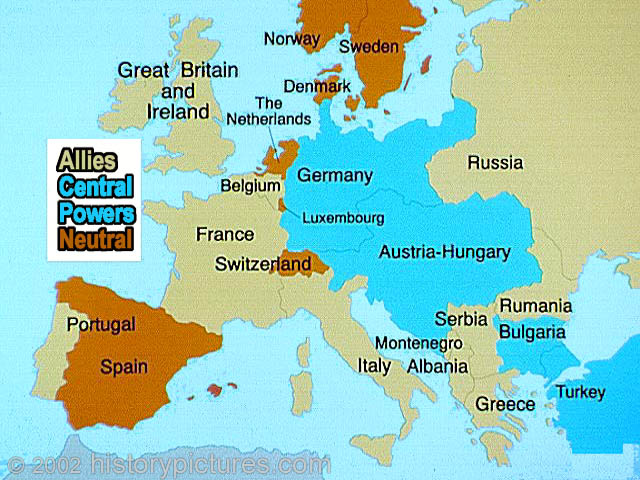 Norway
Sweden
Great Britain
and
Ireland
Denmark
The
Netherlands
Allies
Central
Powers
Neutral
Russia
Belgium
Germany
Luxembourg
France
Switzerland
Austria-Hungary
Rumania
Serbia
Bulgaria
Portugal
Montenegro
Spain
Italy
Albania
Turkey
Greece
© 2002 historypictures.com